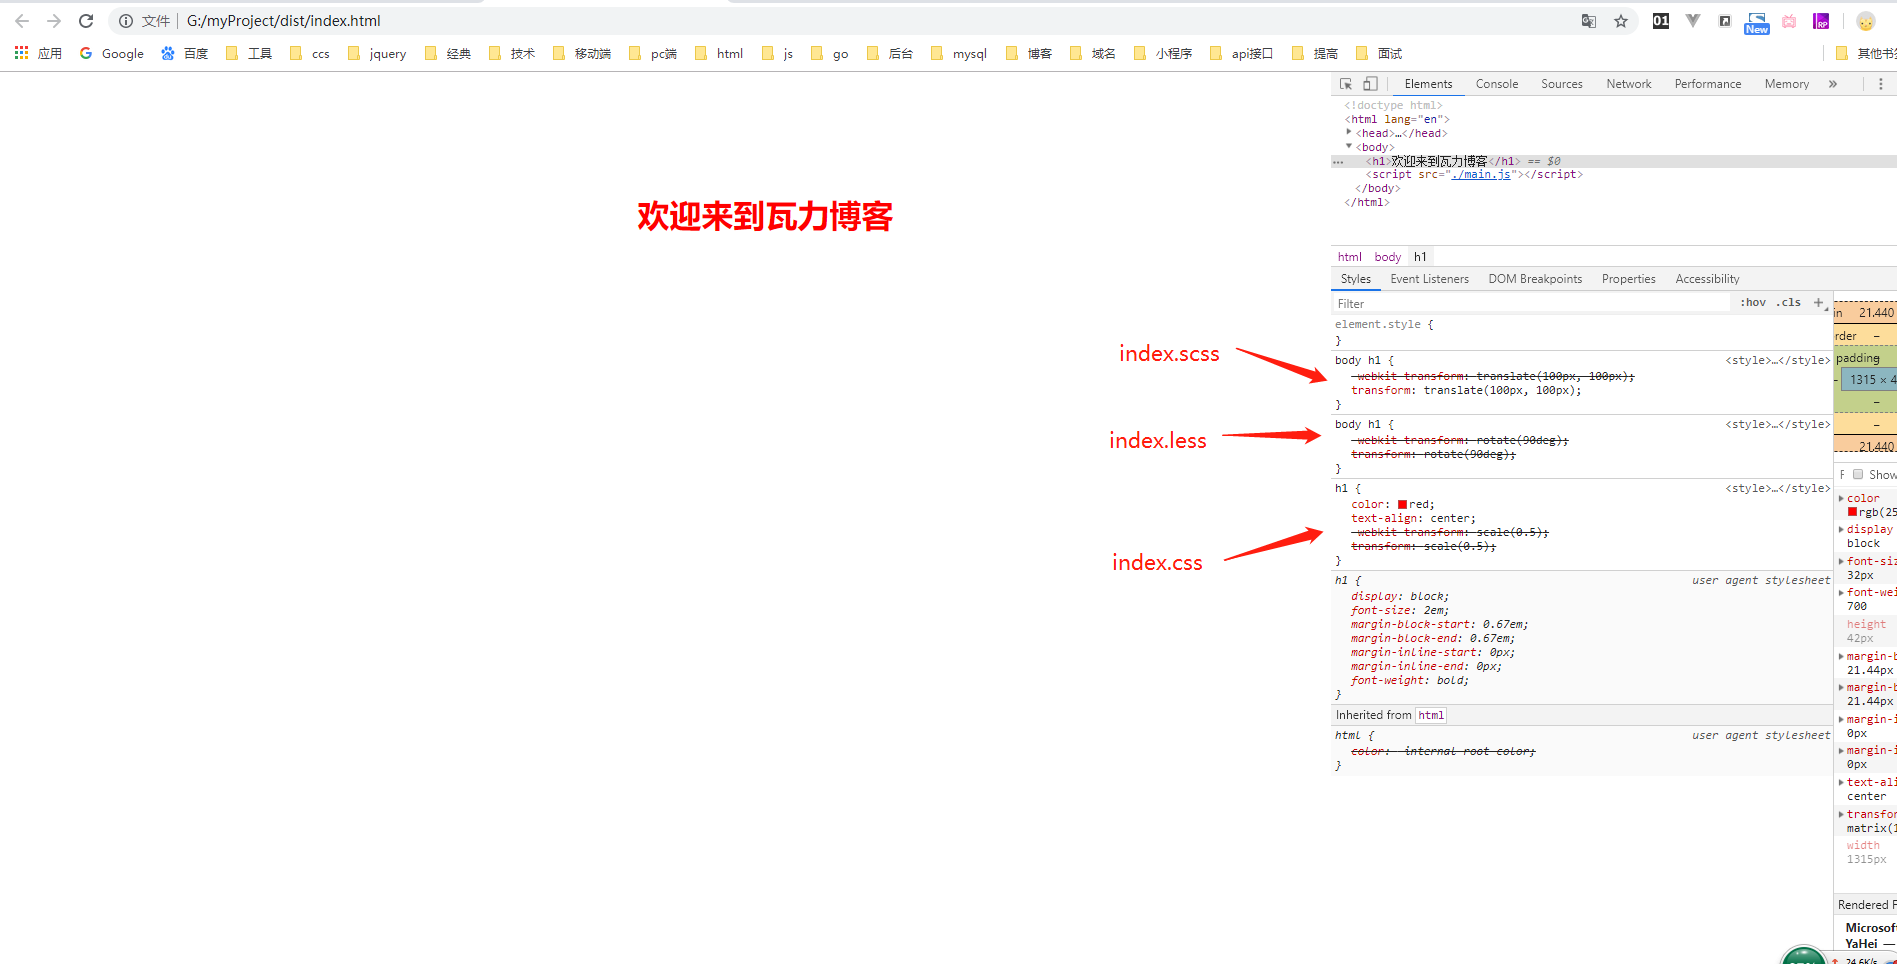 文件 G:/myProject/dist/index.html
01 New RP
应用 Google 百度 工具 ccs jquery 经典 技术 移动端 pc端 html js go 后台 mysql 博客 域名 小程序 api接口 提高 面试 其他书签
Elements Console Sources Network Performance Memory »
<!doctype html>
<html lang="en">
<head>…</head>
<body>
<h1>欢迎来到瓦力博客</h1> == $0
<script src="./main.js"></script>
</body>
</html>
欢迎来到瓦力博客
html body h1
Styles Event Listeners DOM Breakpoints Properties Accessibility
Filter :hov .cls +
element.style {
}
index.scss
body h1 { <style>…</style>
-webkit-transform: translate(100px, 100px);
transform: translate(100px, 100px);
}
index.less
body h1 { <style>…</style>
-webkit-transform: rotate(90deg);
transform: rotate(90deg);
}
index.css
h1 { <style>…</style>
color: red;
text-align: center;
-webkit-transform: scale(0.5);
transform: scale(0.5);
}
h1 { user agent stylesheet
display: block;
font-size: 2em;
margin-block-start: 0.67em;
margin-block-end: 0.67em;
margin-inline-start: 0px;
margin-inline-end: 0px;
font-weight: bold;
}
Inherited from html
html { user agent stylesheet
color: -internal-root-color;
}
in 21.440
rder –
padding –
– 1315 × 4
–
–
21.440
F Show
color
rgb(25
display
block
font-siz
32px
font-wei
700
height
42px
margin-b
21.44px
margin-b
21.44px
margin-i
0px
margin-i
0px
text-ali
center
transfor
matrix(1
width
1315px
Rendered F
Microsoft
YaHei —
24.6K/s